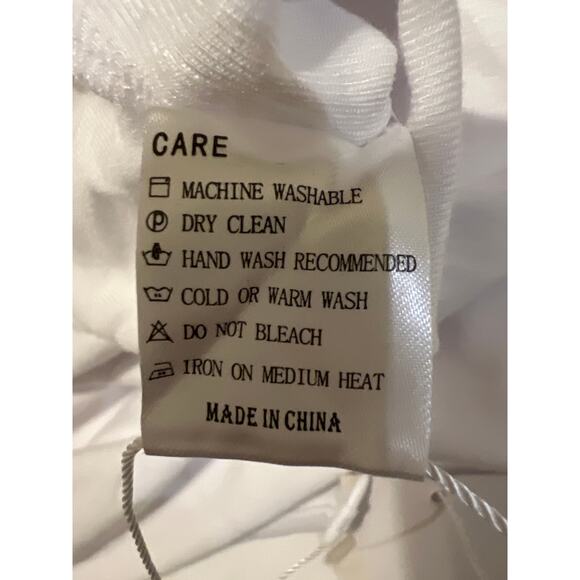 CARE
MACHINE WASHABLE
Ⓟ DRY CLEAN
HAND WASH RECOMMENDED
COLD OR WARM WASH
DO NOT BLEACH
IRON ON MEDIUM HEAT
MADE IN CHINA